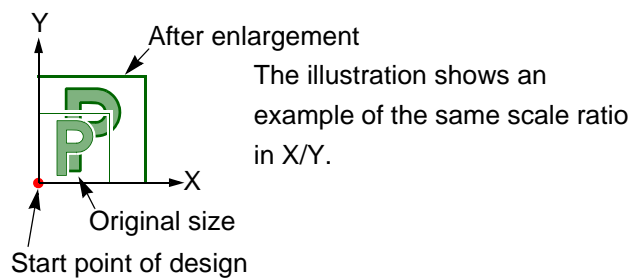 Y
After enlargement
The illustration shows an
example of the same scale ratio
in X/Y.
P
P
X
Original size
Start point of design